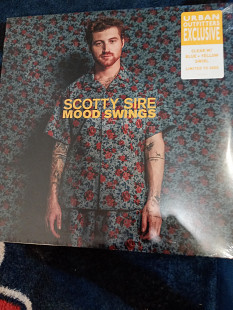 URBAN
OUTFITTERS
EXCLUSIVE
SCOTTY SIRE
MOOD SWINGS